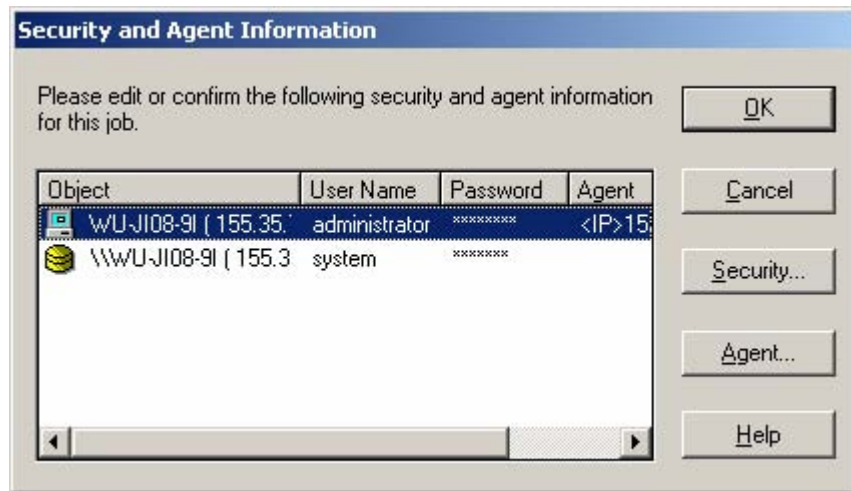 Security and Agent Information
Please edit or confirm the following security and agent information
for this job.
OK
Object User Name Password Agent
Cancel
WU-JI08-9I ( 155.35. administrator ******** <IP>15
\\WU-JI08-9I ( 155.3 system *******
Security...
Agent...
Help